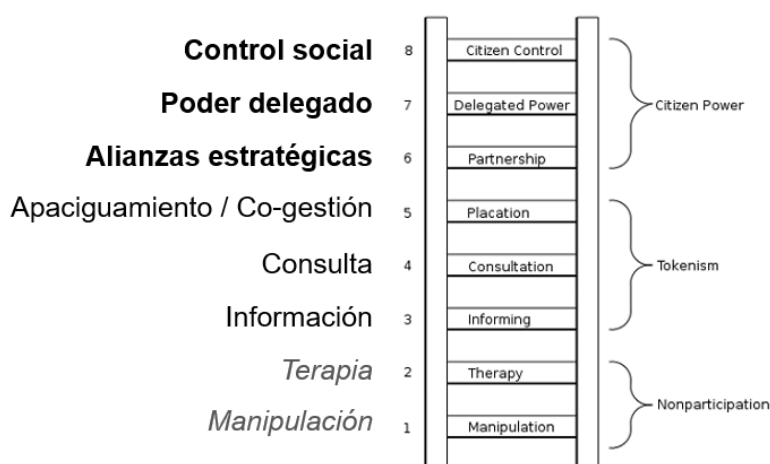 Control social 8 Citizen Control
Poder delegado 7 Delegated Power Citizen Power
Alianzas estratégicas 6 Partnership
Apaciguamiento / Co-gestión 5 Placation
Consulta 4 Consultation Tokenism
Información 3 Informing
Terapia 2 Therapy
Nonparticipation
Manipulación 1 Manipulation